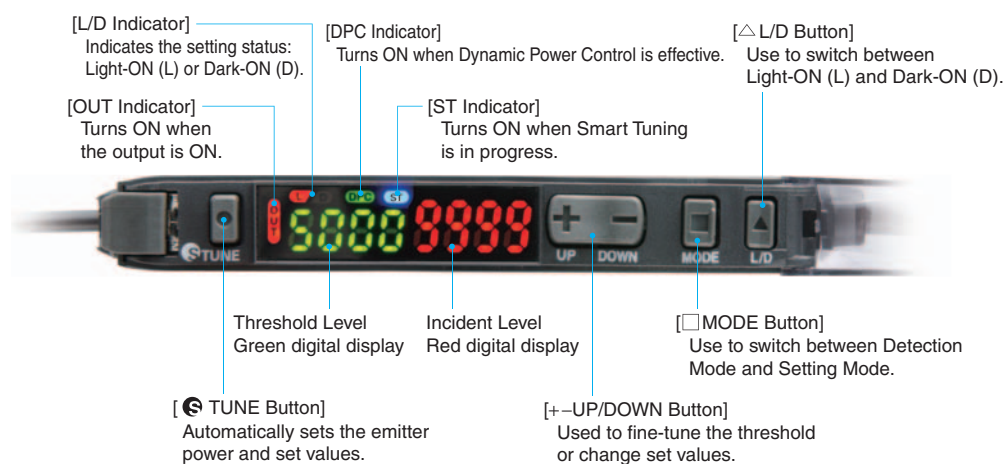 [L/D Indicator]
Indicates the setting status:
Light-ON (L) or Dark-ON (D).
[DPC Indicator]
Turns ON when Dynamic Power Control is effective.
[△ L/D Button]
Use to switch between
Light-ON (L) and Dark-ON (D).
[OUT Indicator]
Turns ON when
the output is ON.
[ST Indicator]
Turns ON when Smart Tuning
is in progress.
L DPC ST
OUT
5000 9999
S TUNE
UP DOWN
MODE
L/D
Threshold Level
Green digital display
Incident Level
Red digital display
[□ MODE Button]
Use to switch between Detection
Mode and Setting Mode.
[ S TUNE Button]
Automatically sets the emitter
power and set values.
[+−UP/DOWN Button]
Used to fine-tune the threshold
or change set values.